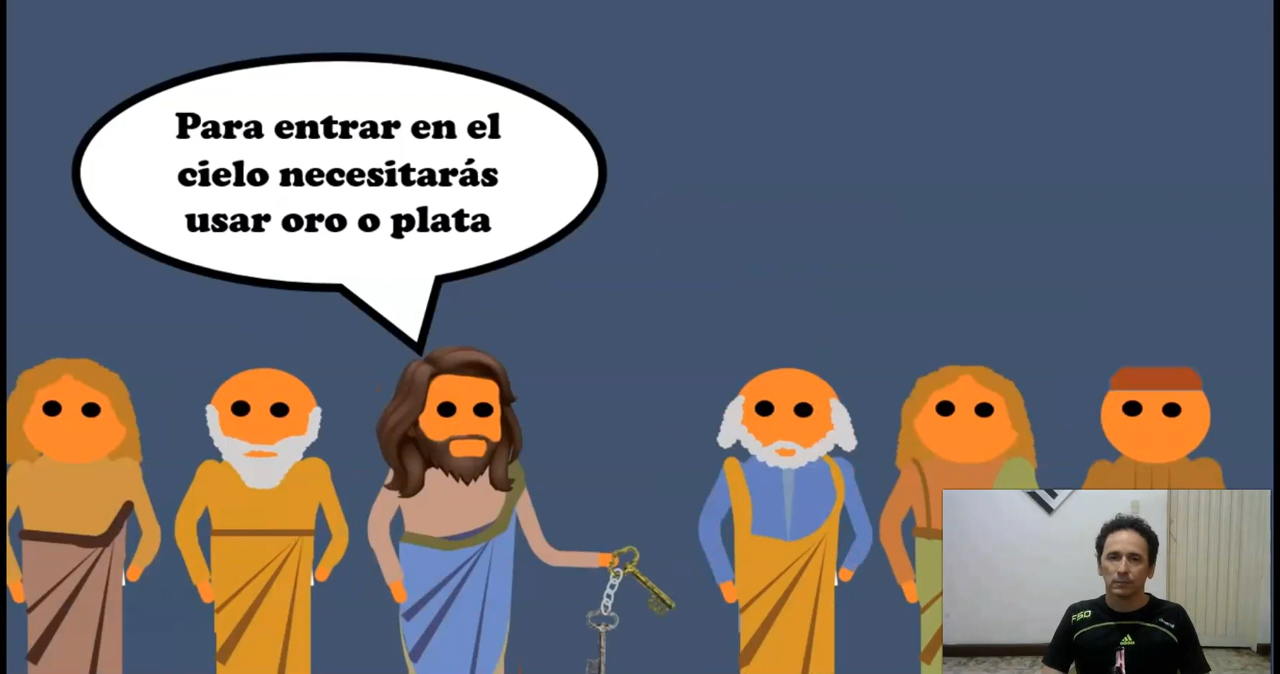 Para entrar en el
cielo necesitarás
usar oro o plata